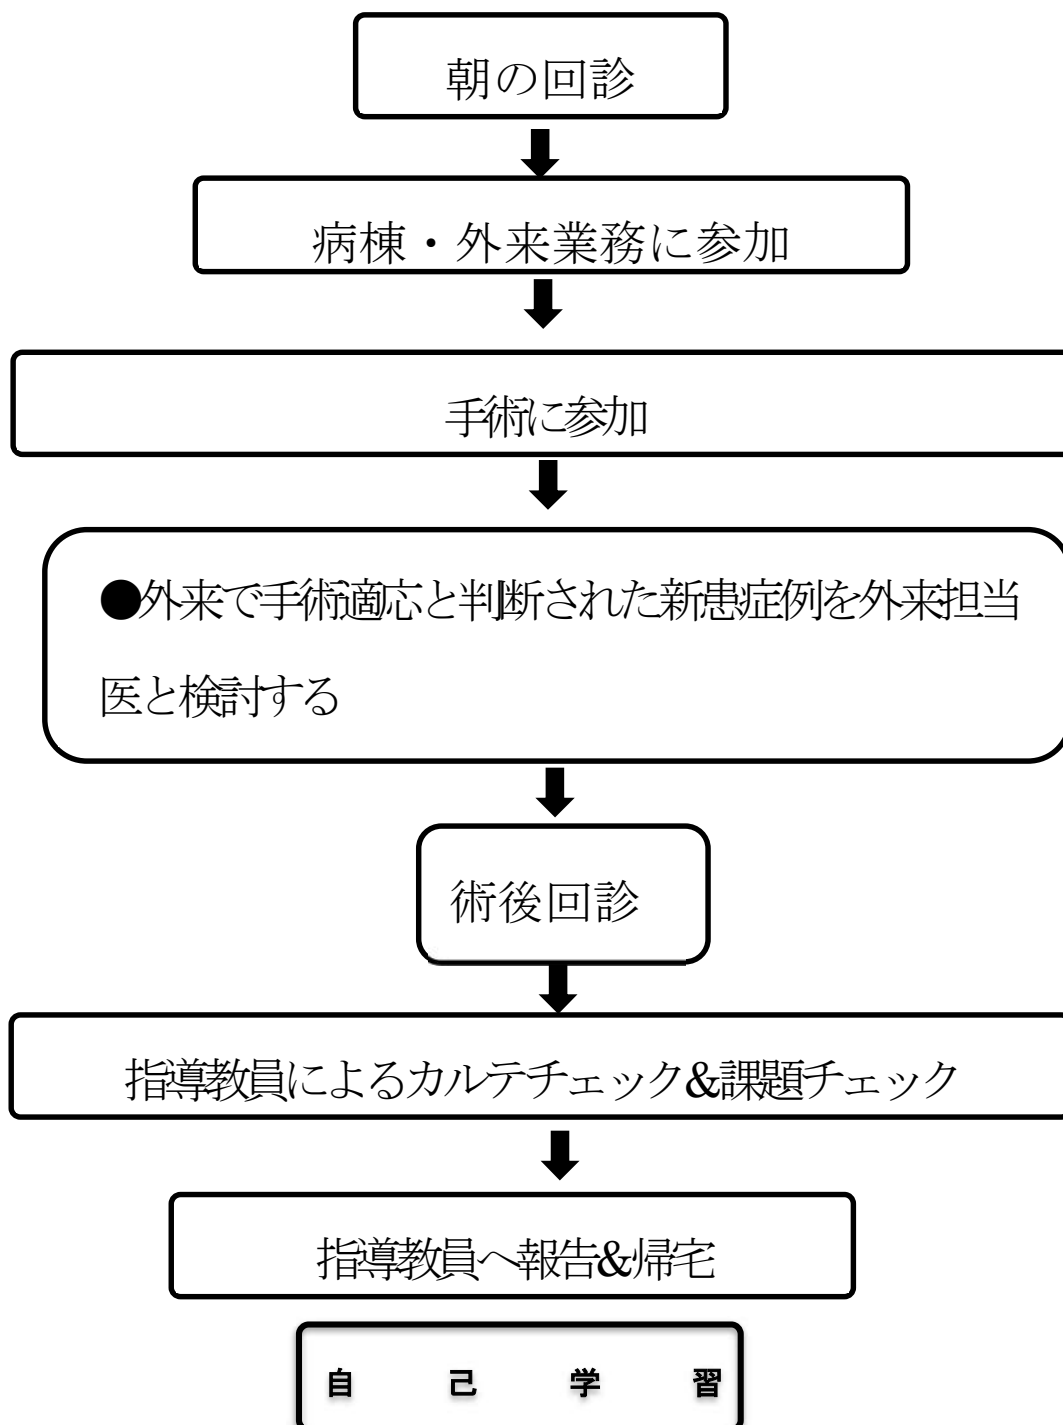 朝の回診
病棟・外来業務に参加
手術に参加
●外来で手術適応と判断された新患症例を外来担当
医と検討する
術後回診
指導教員によるカルテチェック&課題チェック
指導教員へ報告&帰宅
自己学習